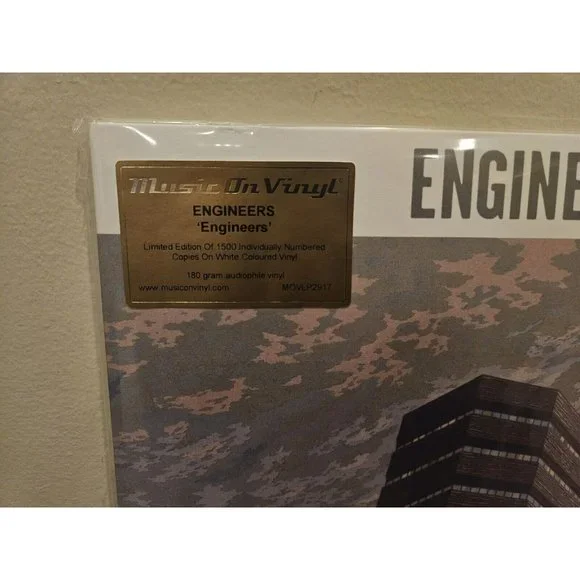 Music On Vinyl®
ENGINEERS
'Engineers'
Limited Edition Of 1500 Individually Numbered
Copies On White Coloured Vinyl
180 gram audiophile vinyl
www.musiconvinyl.com MOVLP2917
ENGINE